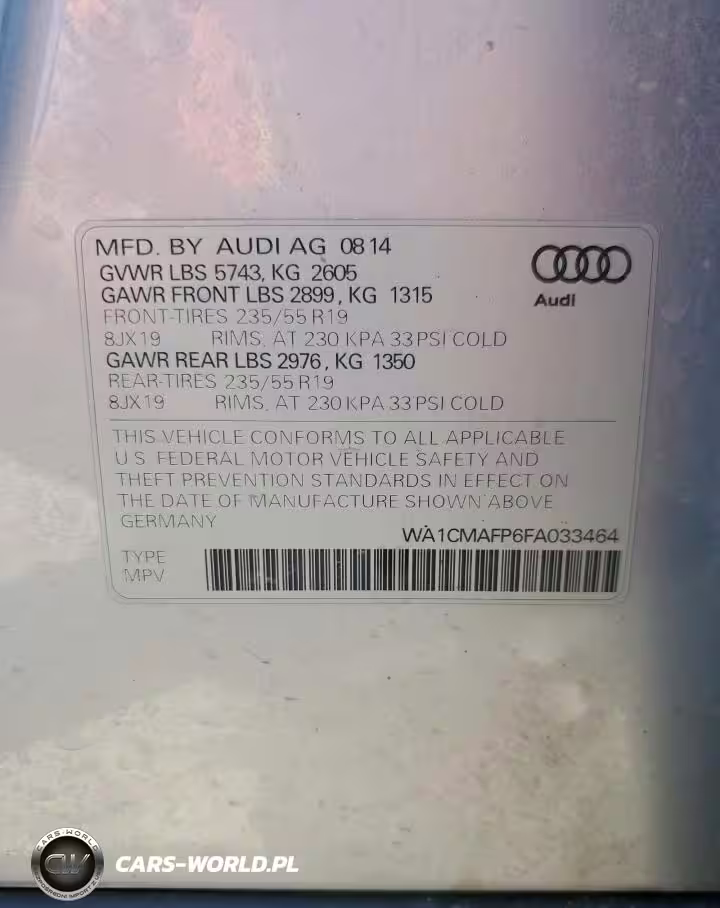 MFD. BY AUDI AG 0814
GVWR LBS 5743, KG 2605
GAWR FRONT LBS 2899, KG 1315
FRONT-TIRES 235/55 R19
8JX19 RIMS, AT 230 KPA 33 PSI COLD
GAWR REAR LBS 2976, KG 1350
REAR-TIRES 235/55 R19
8JX19 RIMS, AT 230 KPA 33 PSI COLD
Audi
THIS VEHICLE CONFORMS TO ALL APPLICABLE
U.S. FEDERAL MOTOR VEHICLE SAFETY AND
THEFT PREVENTION STANDARDS IN EFFECT ON
THE DATE OF MANUFACTURE SHOWN ABOVE
GERMANY
WA1CMAFP6FA033464
TYPE
MPV
CARS-WORLD
CW
CARS-WORLD.PL